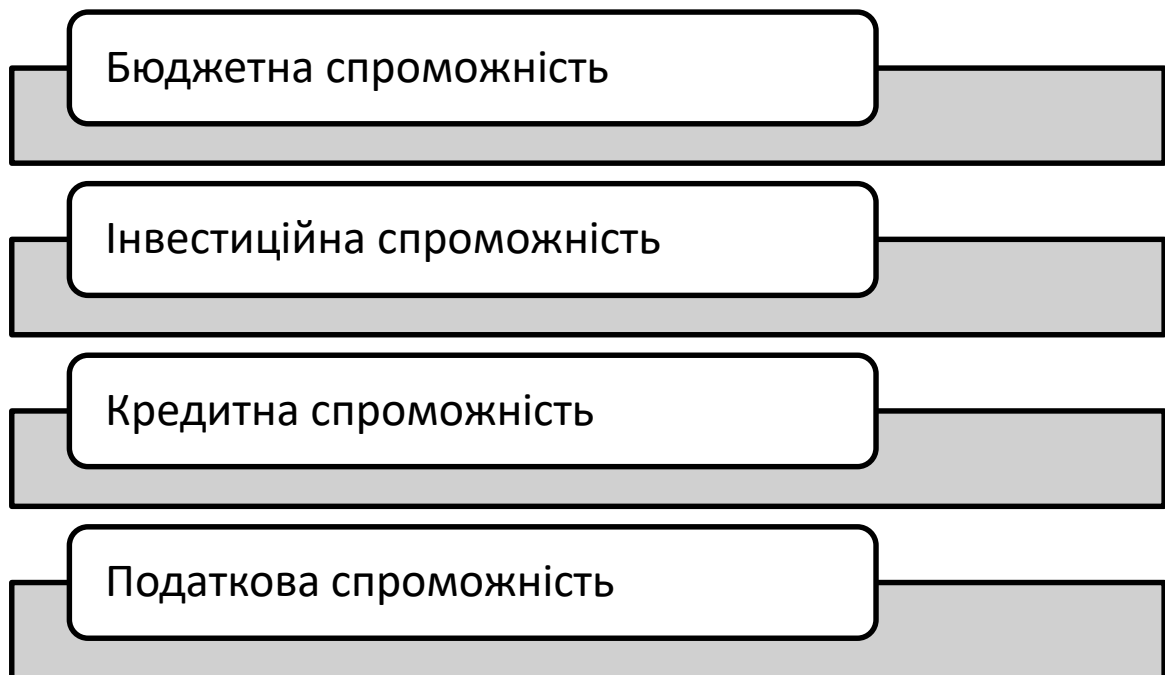 Бюджетна спроможність
Інвестиційна спроможність
Кредитна спроможність
Податкова спроможність